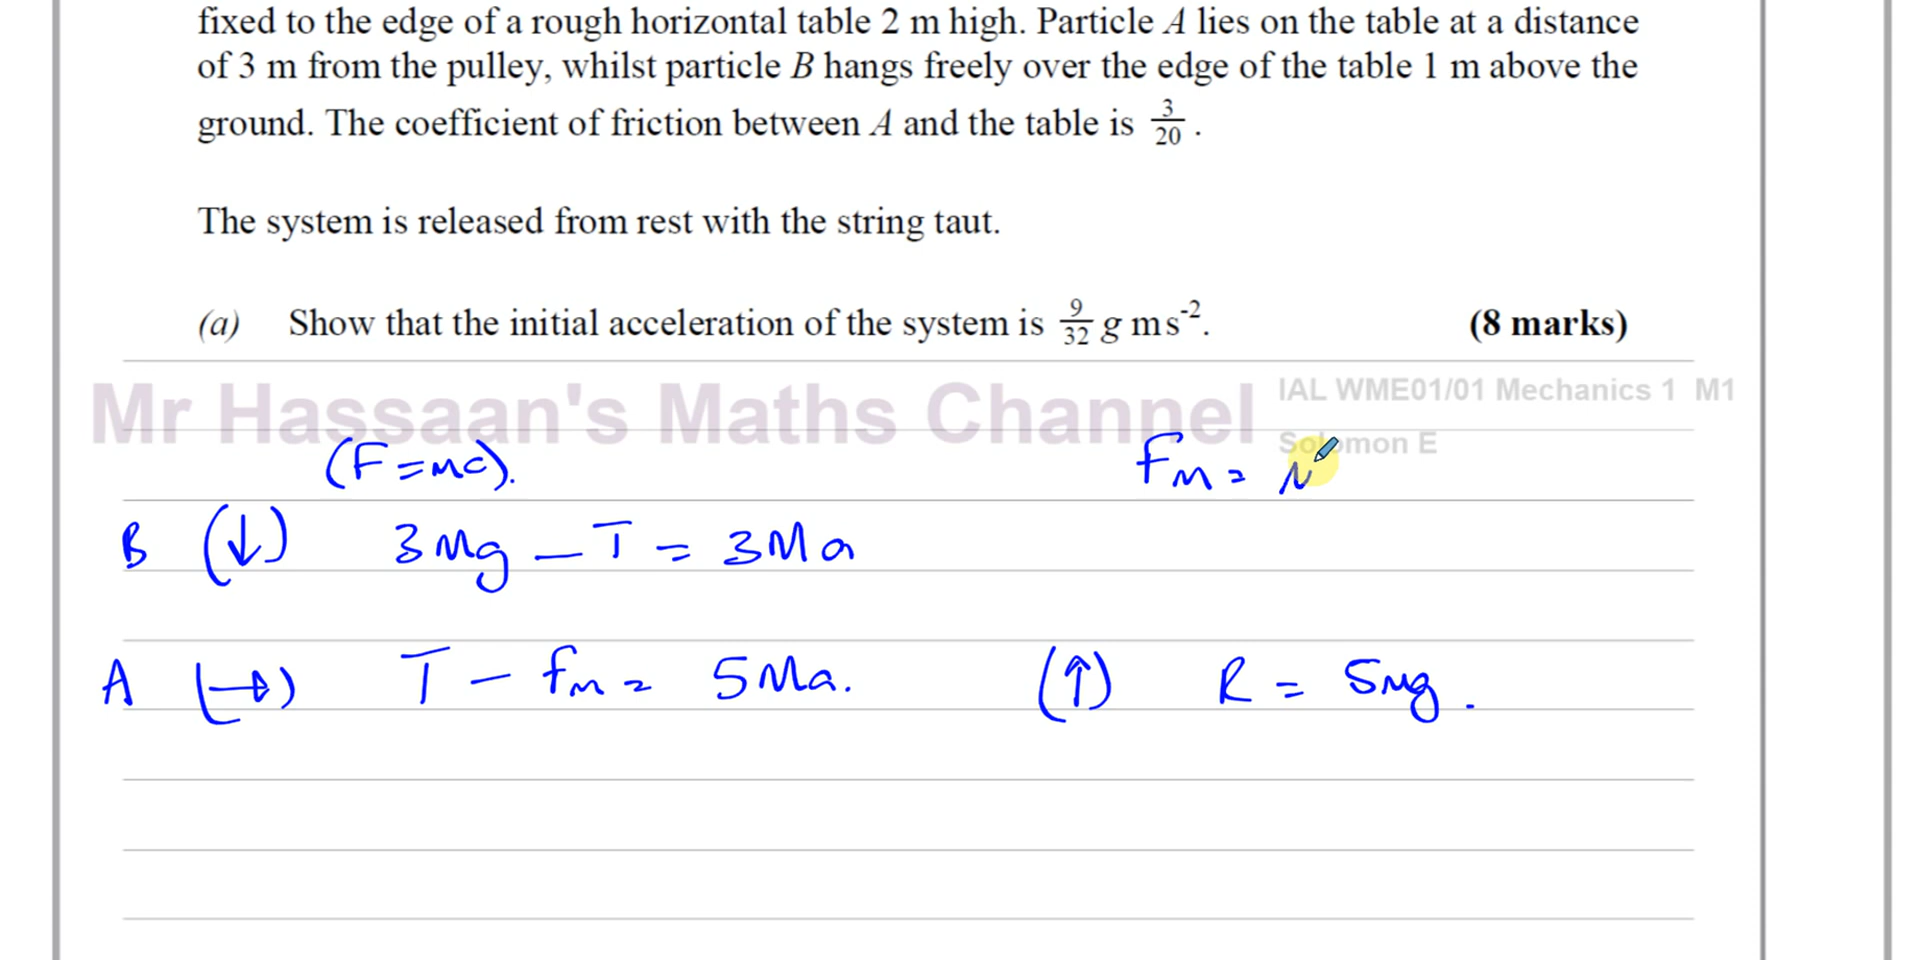 fixed to the edge of a rough horizontal table 2 m high. Particle A lies on the table at a distance
of 3 m from the pulley, whilst particle B hangs freely over the edge of the table 1 m above the
ground. The coefficient of friction between A and the table is 3/20 .
The system is released from rest with the string taut.
(a) Show that the initial acceleration of the system is 9/32 g m s⁻². (8 marks)
Mr Hassaan's Maths Channel
IAL WME01/01 Mechanics 1 M1
Solomon E
(F = ma).
FM =
B (↓) 3Mg − T = 3Ma
A (→) T − fm = 5Ma. (↑) R = 5Mg.